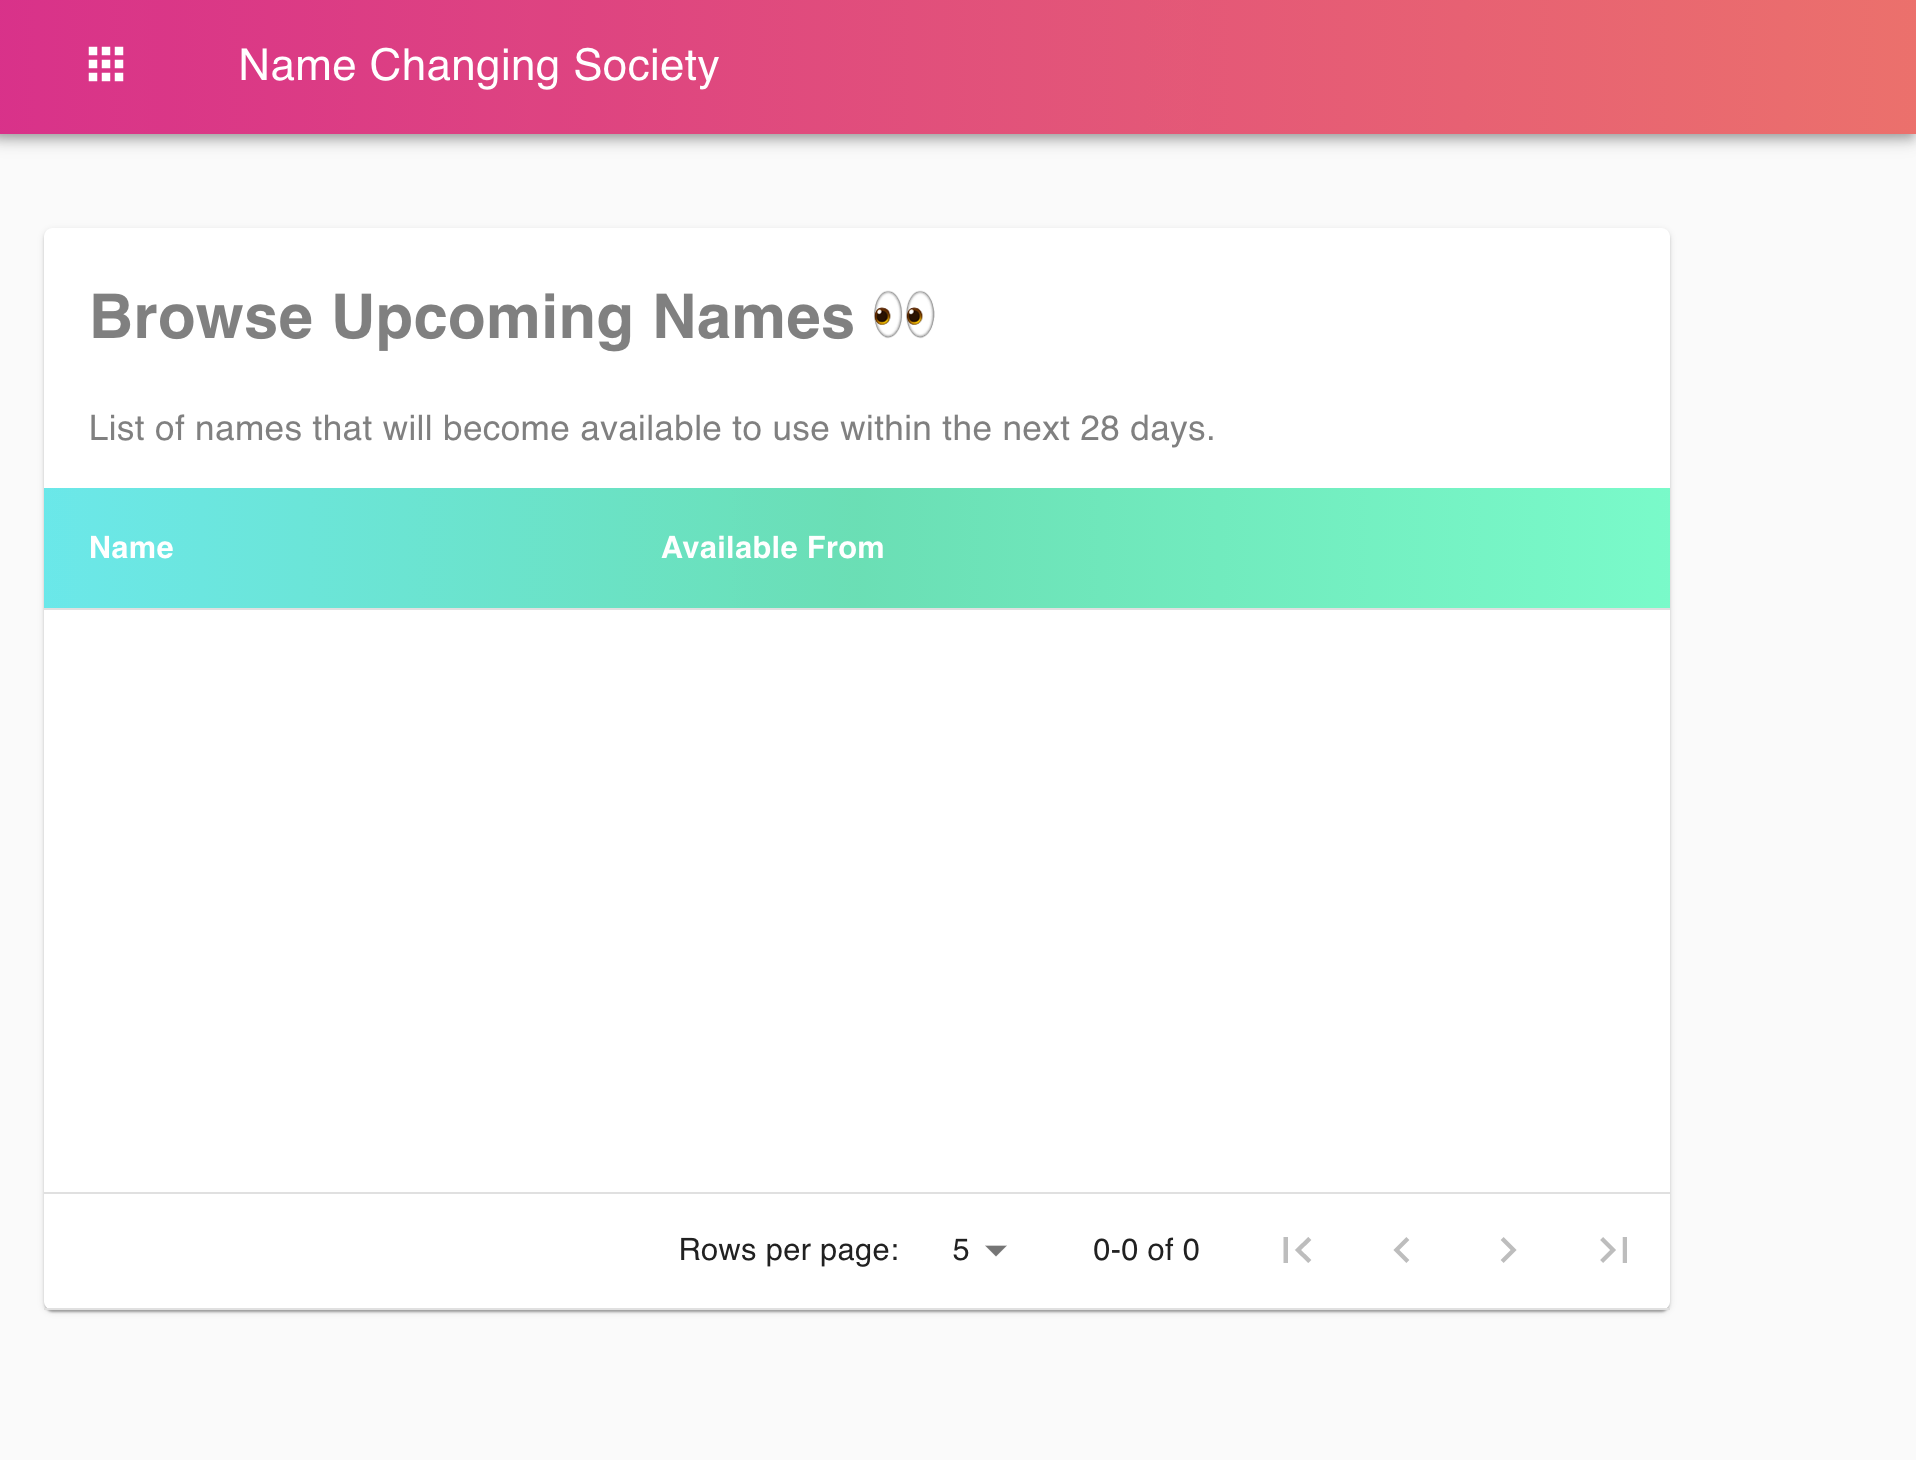 Name Changing Society
Browse Upcoming Names 👀
List of names that will become available to use within the next 28 days.
Name Available From
Rows per page: 5 0-0 of 0